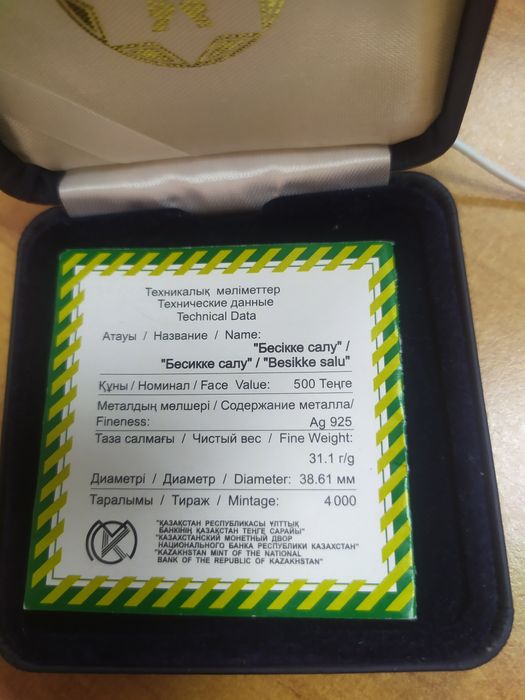 Техникалық мәліметтер
Технические данные
Technical Data
Атауы / Название / Name:
"Бесікке салу" /
"Бесикке салу" / "Besikke salu"
Құны / Номинал / Face Value: 500 Теңге
Металдың мөлшері / Содержание металла/
Fineness: Ag 925
Таза салмағы / Чистый вес / Fine Weight:
31.1 г/g
Диаметрі / Диаметр / Diameter: 38.61 мм
Таралымы / Тираж / Mintage: 4000
"ҚАЗАҚСТАН РЕСПУБЛИКАСЫ ҰЛТТЫҚ
БАНКІНІҢ ҚАЗАҚСТАН ТЕҢГЕ САРАЙЫ"
"КАЗАХСТАНСКИЙ МОНЕТНЫЙ ДВОР
НАЦИОНАЛЬНОГО БАНКА РЕСПУБЛИКИ КАЗАХСТАН"
"KAZAKHSTAN MINT OF THE NATIONAL
BANK OF THE REPUBLIC OF KAZAKHSTAN"